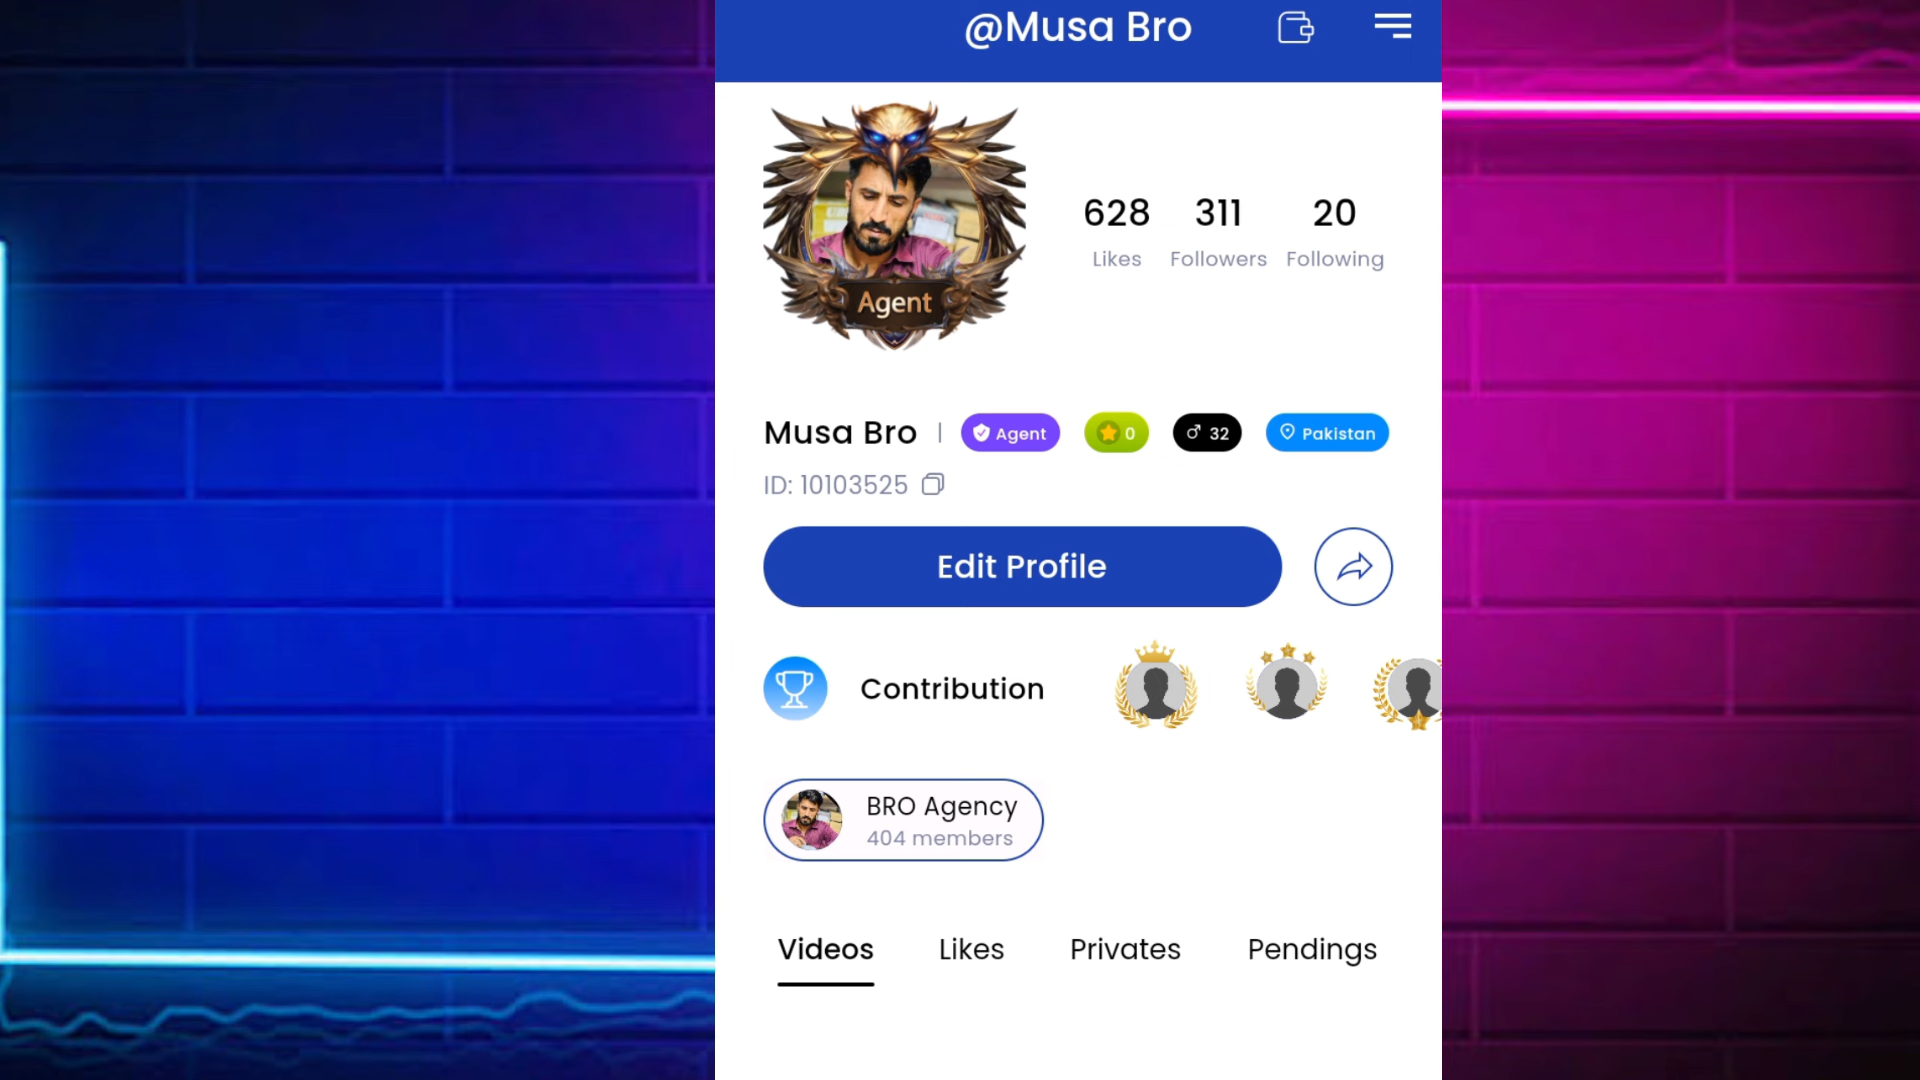 @Musa Bro
Agent
628 311 20
Likes Followers Following
Musa Bro | Agent 0 32 Pakistan
ID: 10103525
Edit Profile
Contribution
BRO Agency
404 members
Videos Likes Privates Pendings